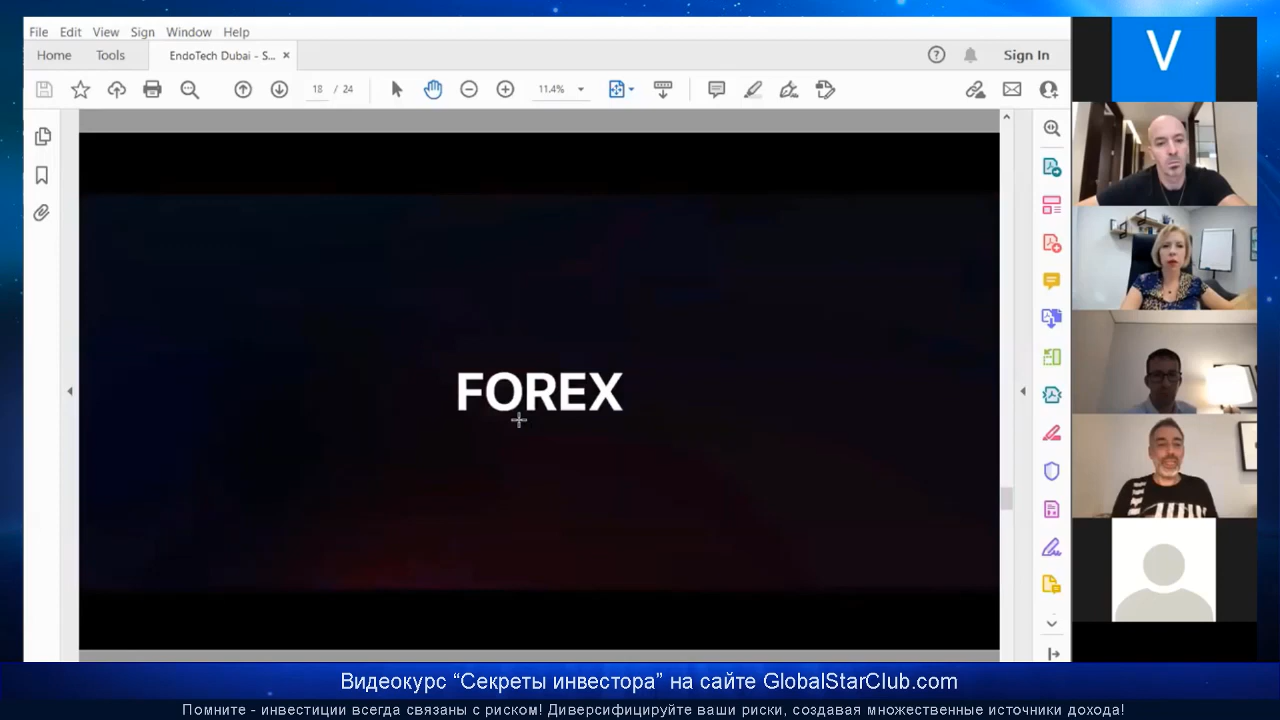 File Edit View Sign Window Help
Home Tools EndoTech Dubai - S... × Sign In
18 / 24 11.4%
V
FOREX
Видеокурс “Секреты инвестора” на сайте GlobalStarClub.com
Помните - инвестиции всегда связаны с риском! Диверсифицируйте ваши риски, создавая множественные источники дохода!